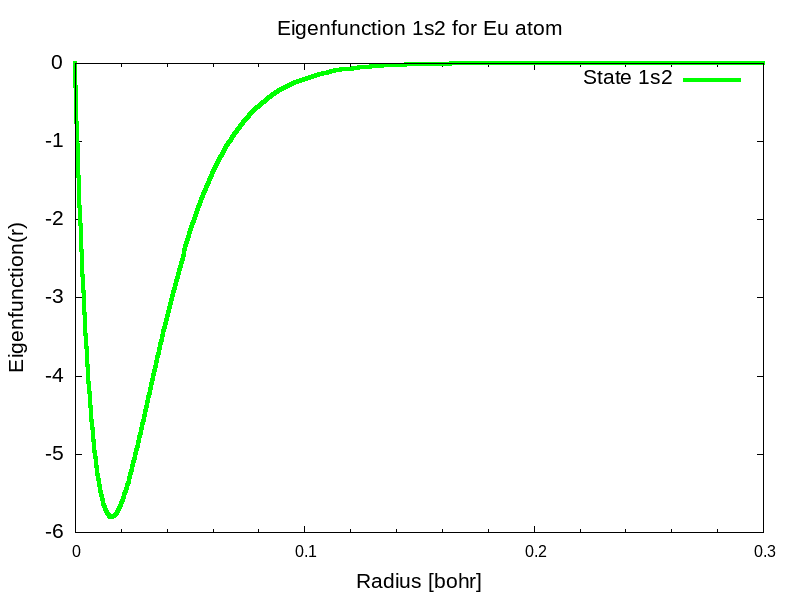 Eigenfunction 1s2 for Eu atom
State 1s2
0
-1
-2
-3
-4
-5
-6
Eigenfunction(r)
0 0.1 0.2 0.3
Radius [bohr]